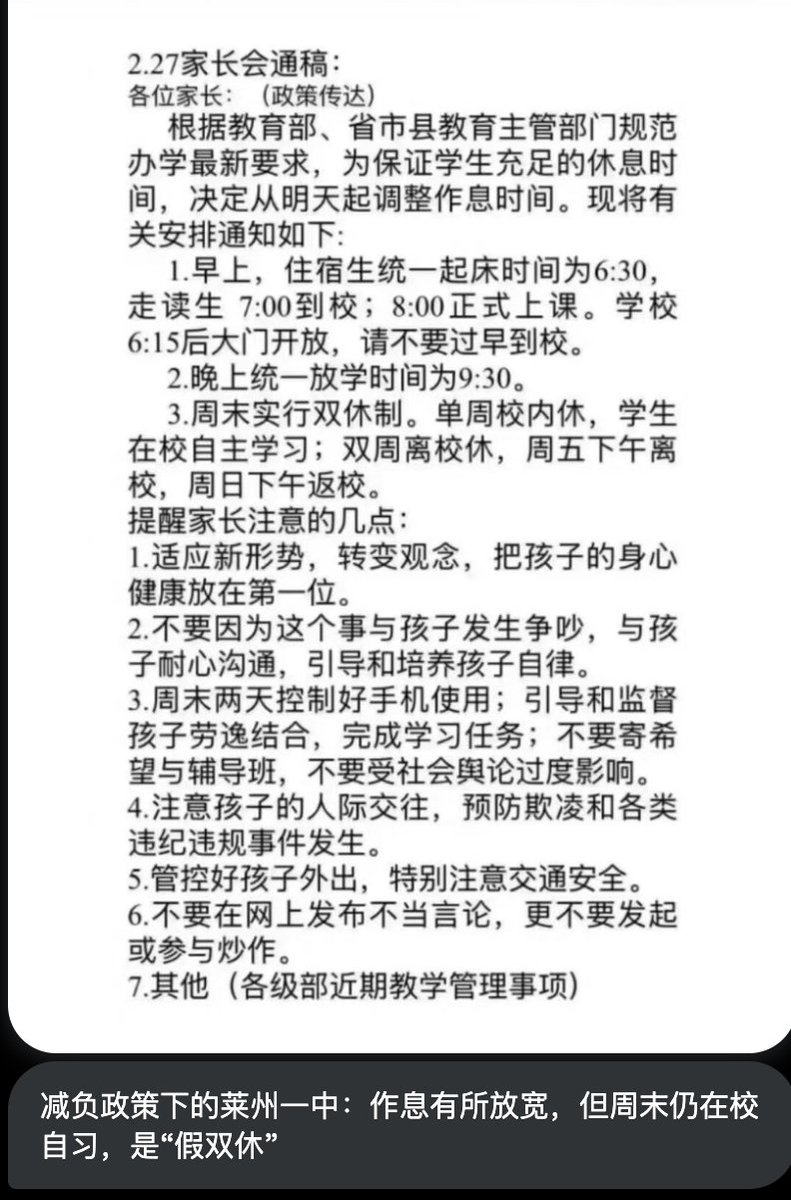 2.27家长会通稿：
各位家长：（政策传达）
根据教育部、省市县教育主管部门规范
办学最新要求，为保证学生充足的休息时
间，决定从明天起调整作息时间。现将有
关安排通知如下:
1.早上，住宿生统一起床时间为6:30，
走读生 7:00到校；8:00正式上课。学校
6:15后大门开放，请不要过早到校。
2.晚上统一放学时间为9:30。
3.周末实行双休制。单周校内休，学生
在校自主学习；双周离校休，周五下午离
校，周日下午返校。
提醒家长注意的几点：
1.适应新形势，转变观念，把孩子的身心
健康放在第一位。
2.不要因为这个事与孩子发生争吵，与孩
子耐心沟通，引导和培养孩子自律。
3.周末两天控制好手机使用；引导和监督
孩子劳逸结合，完成学习任务；不要寄希
望与辅导班，不要受社会舆论过度影响。
4.注意孩子的人际交往，预防欺凌和各类
违纪违规事件发生。
5.管控好孩子外出，特别注意交通安全。
6.不要在网上发布不当言论，更不要发起
或参与炒作。
7.其他（各级部近期教学管理事项）
减负政策下的莱州一中：作息有所放宽，但周末仍在校
自习，是“假双休”